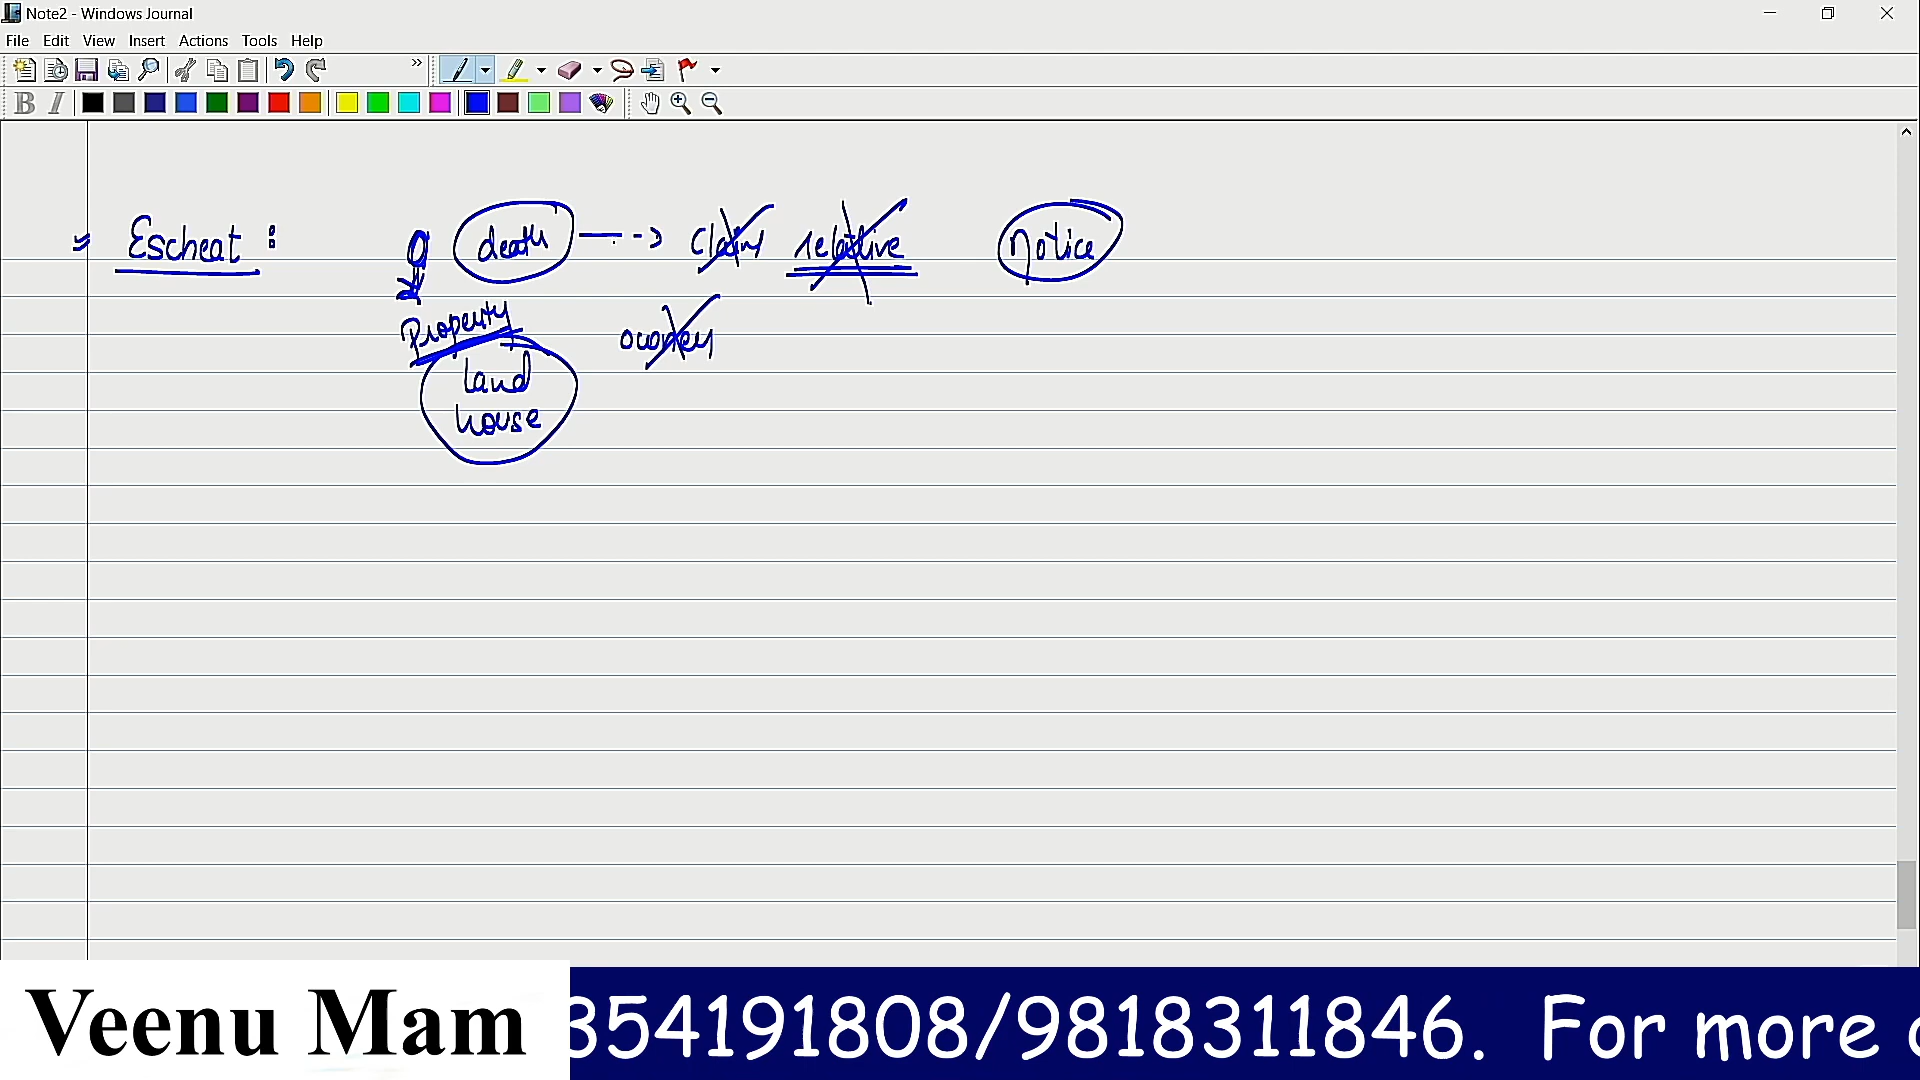 Note2 - Windows Journal
File Edit View Insert Actions Tools Help
B I
Escheat :
death claim relative notice
Property owner
land
house
Veenu Mam
354191808/9818311846. For more